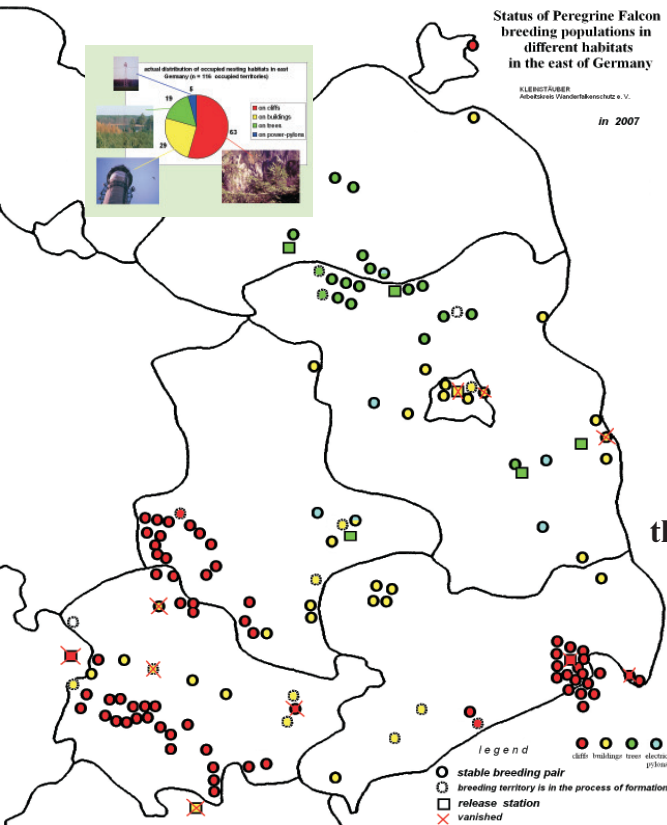 Status of Peregrine Falcon
breeding populations in
different habitats
in the east of Germany
KLEINSTÄUBER
Arbeitskreis Wanderfalkenschutz e. V.
in 2007
actual distribution of occupied nesting habitats in east
Germany (n = 116 occupied territories)
5
19
63
29
on cliffs
on buildings
on trees
on power-pylons
th
legend
cliffs buildings trees electric
pylons
stable breeding pair
breeding territory is in the process of formation
release station
vanished